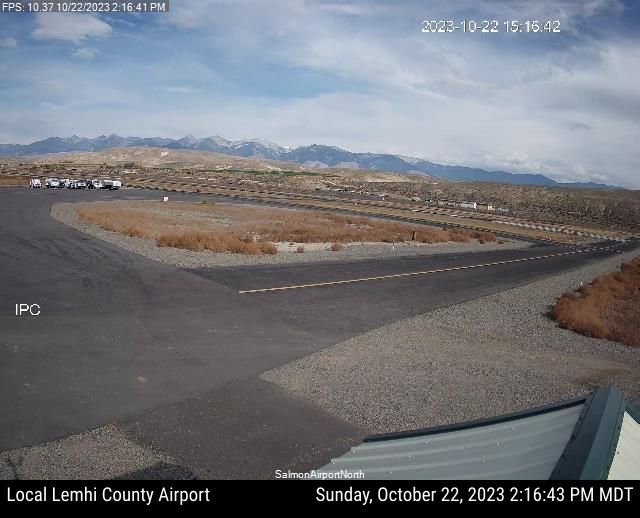 FPS: 10.37 10/22/2023 2:16:41 PM
2023-10-22 15:15:42
IPC
SalmonAirportNorth
Local Lemhi County Airport
Sunday, October 22, 2023 2:16:43 PM MDT